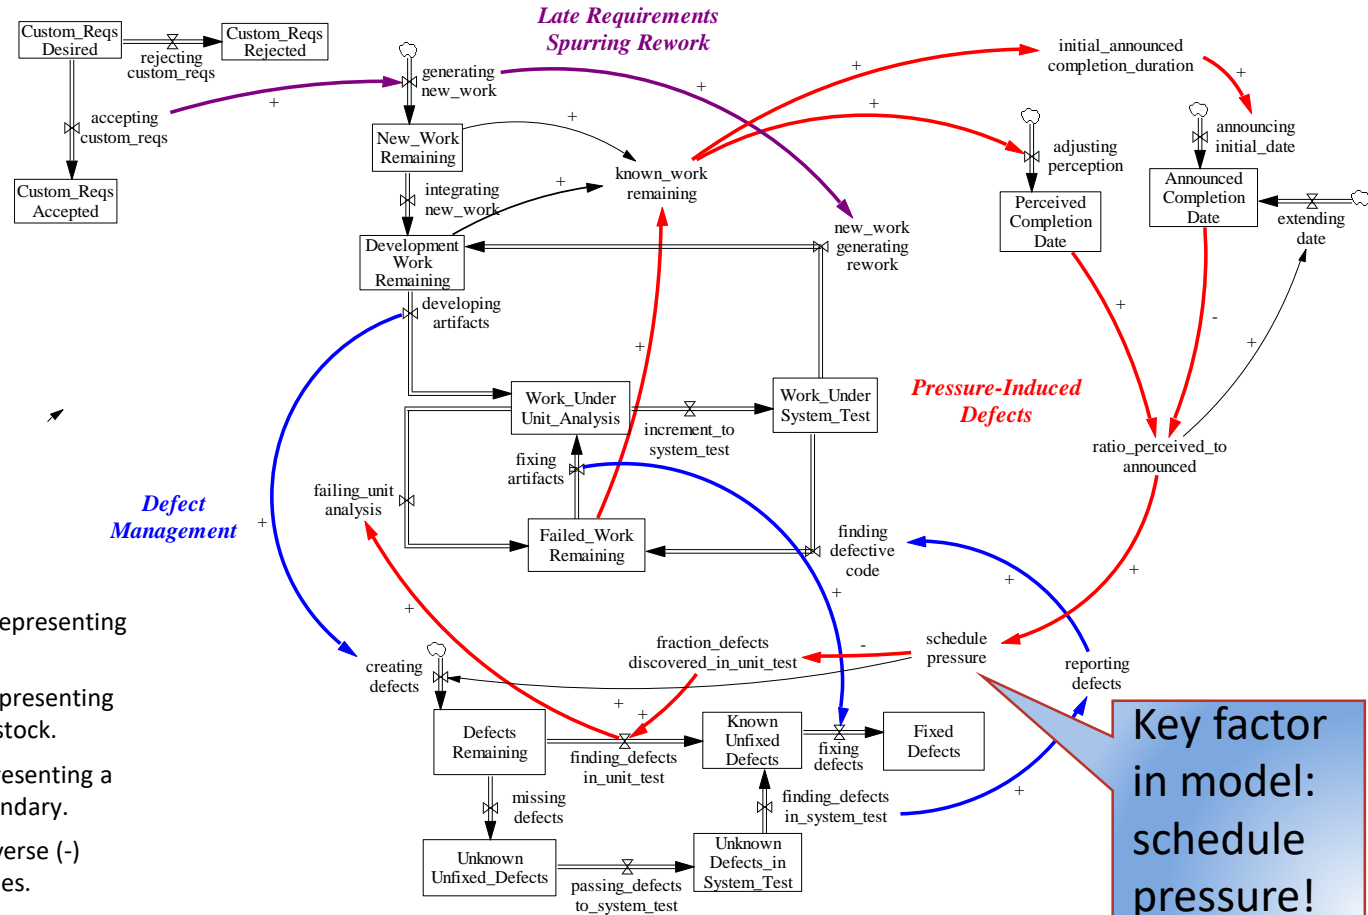 Late Requirements
Spurring Rework
Custom_Reqs
Desired
rejecting
custom_reqs
Custom_Reqs
Rejected
accepting
custom_reqs
Custom_Reqs
Accepted
+
generating
new_work
+
New_Work
Remaining
+
integrating
new_work
+
known_work
remaining
initial_announced
completion_duration
+
+
announcing
initial_date
adjusting
perception
Perceived
Completion
Date
Announced
Completion
Date
extending
date
new_work
generating
rework
Development
Work
Remaining
developing
artifacts
+
+
-
+
Work_Under
Unit_Analysis
increment_to
system_test
Work_Under
System_Test
Pressure-Induced
Defects
ratio_perceived_to
announced
fixing
artifacts
failing_unit
analysis
Defect
Management
+
Failed_Work
Remaining
finding
defective
code
+
+
+
+
epresenting
presenting
stock.
resenting a
ndary.
verse (-)
es.
creating
defects
fraction_defects
discovered_in_unit_test
-
schedule
pressure
reporting
defects
+
+
Defects
Remaining
finding_defects
in_unit_test
Known
Unfixed
Defects
fixing
defects
Fixed
Defects
missing
defects
finding_defects
in_system_test
+
Unknown
Unfixed_Defects
passing_defects
to_system_test
Unknown
Defects_in
System_Test
Key factor
in model:
schedule
pressure!